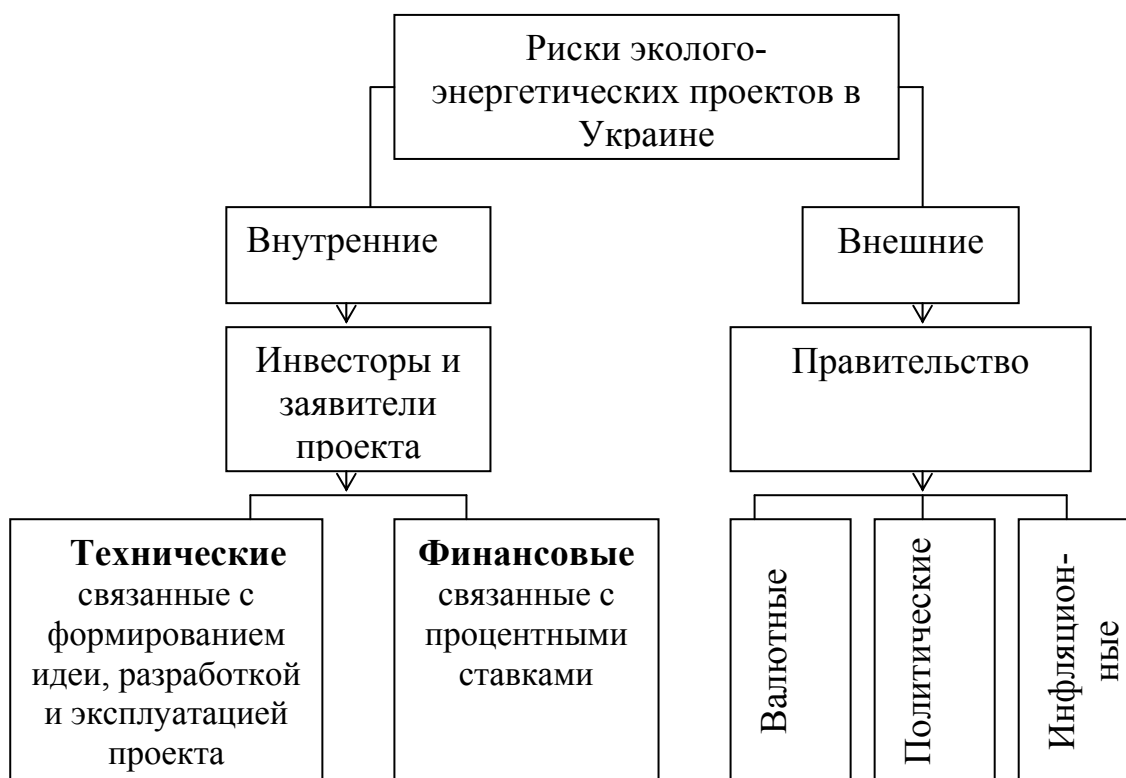 Риски эколого-
энергетических проектов в
Украине
Внутренние
Внешние
Инвесторы и
заявители
проекта
Правительство
Технические
связанные с
формированием
идеи, разработкой
и эксплуатацией
проекта
Финансовые
связанные с
процентными
ставками
Валютные
Политические
Инфляцион-
ные